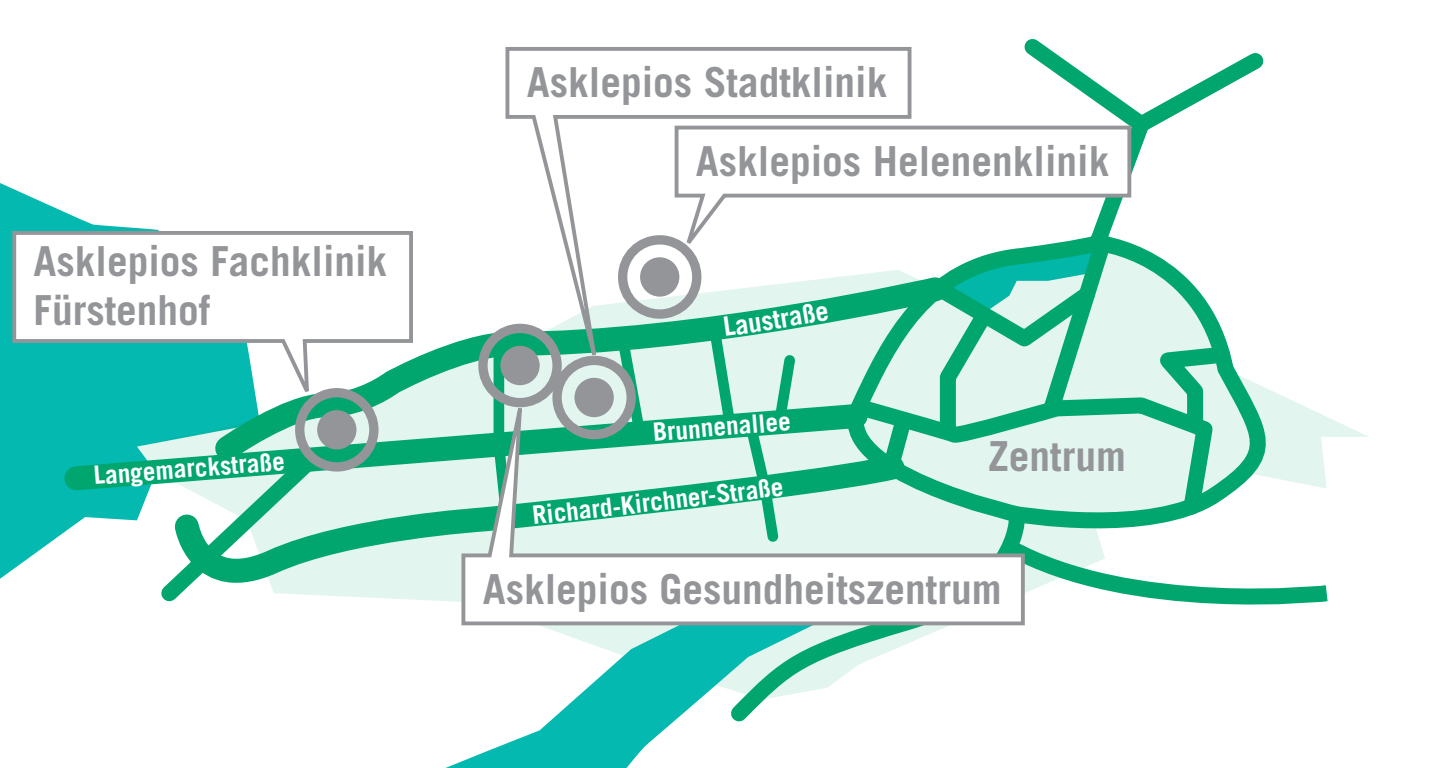 Asklepios Stadtklinik
Asklepios Helenenklinik
Asklepios Fachklinik
Fürstenhof
Laustraße
Brunnenallee
Zentrum
Langemarckstraße
Richard-Kirchner-Straße
Asklepios Gesundheitszentrum